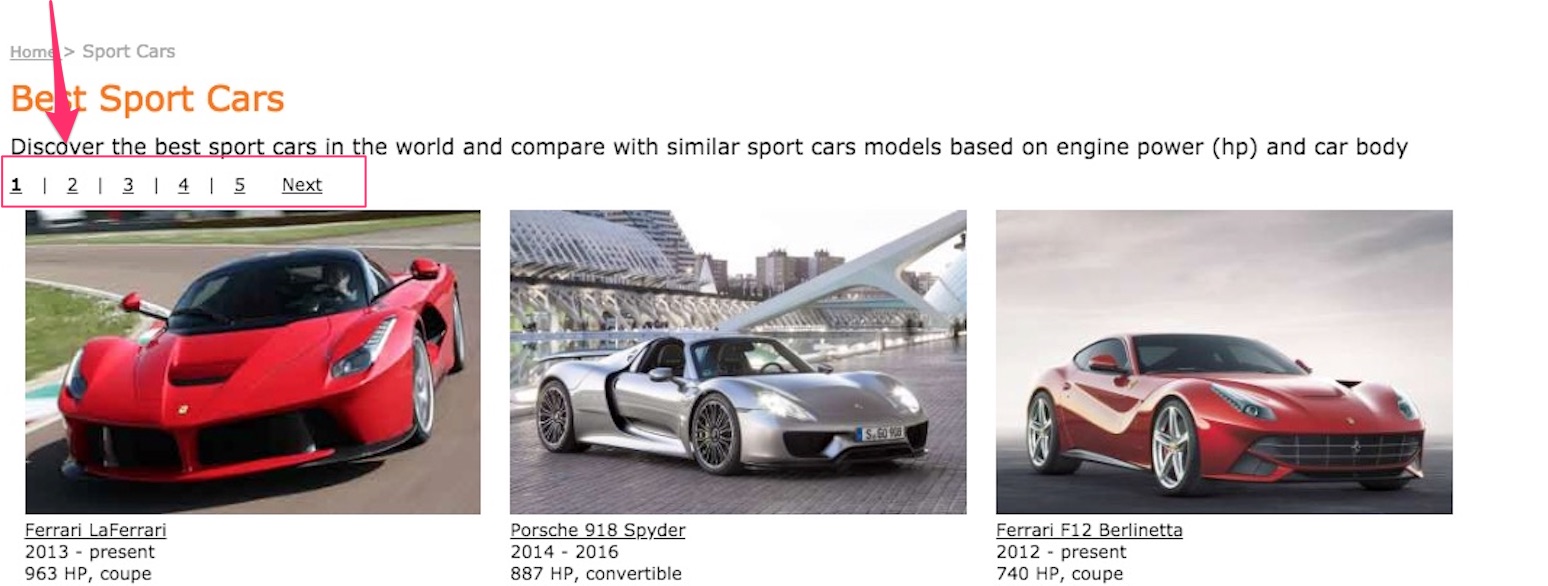 Home > Sport Cars
Best Sport Cars
Discover the best sport cars in the world and compare with similar sport cars models based on engine power (hp) and car body
1 | 2 | 3 | 4 | 5 Next
S·GO 908
Ferrari LaFerrari
2013 - present
963 HP, coupe
Porsche 918 Spyder
2014 - 2016
887 HP, convertible
Ferrari F12 Berlinetta
2012 - present
740 HP, coupe